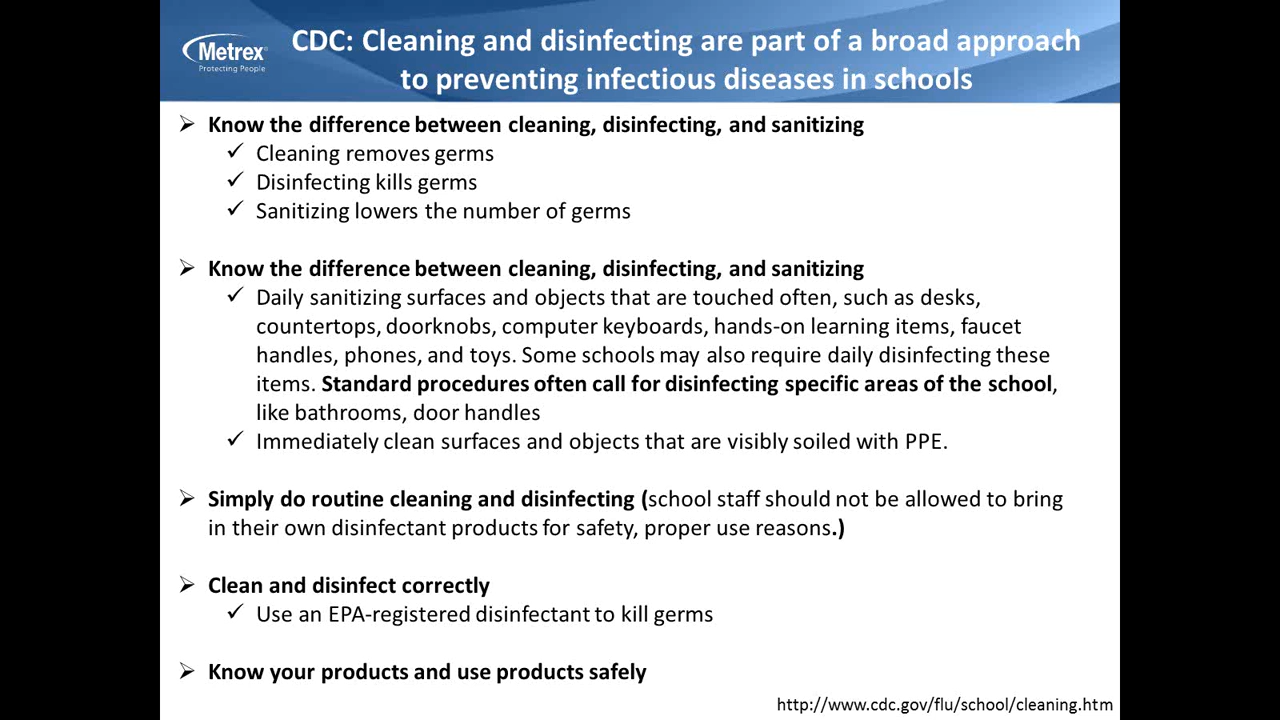 Metrex®
Protecting People
CDC: Cleaning and disinfecting are part of a broad approach
to preventing infectious diseases in schools
➢ Know the difference between cleaning, disinfecting, and sanitizing
✓ Cleaning removes germs
✓ Disinfecting kills germs
✓ Sanitizing lowers the number of germs
➢ Know the difference between cleaning, disinfecting, and sanitizing
✓ Daily sanitizing surfaces and objects that are touched often, such as desks,
countertops, doorknobs, computer keyboards, hands-on learning items, faucet
handles, phones, and toys. Some schools may also require daily disinfecting these
items. Standard procedures often call for disinfecting specific areas of the school,
like bathrooms, door handles
✓ Immediately clean surfaces and objects that are visibly soiled with PPE.
➢ Simply do routine cleaning and disinfecting (school staff should not be allowed to bring
in their own disinfectant products for safety, proper use reasons.)
➢ Clean and disinfect correctly
✓ Use an EPA-registered disinfectant to kill germs
➢ Know your products and use products safely
http://www.cdc.gov/flu/school/cleaning.htm